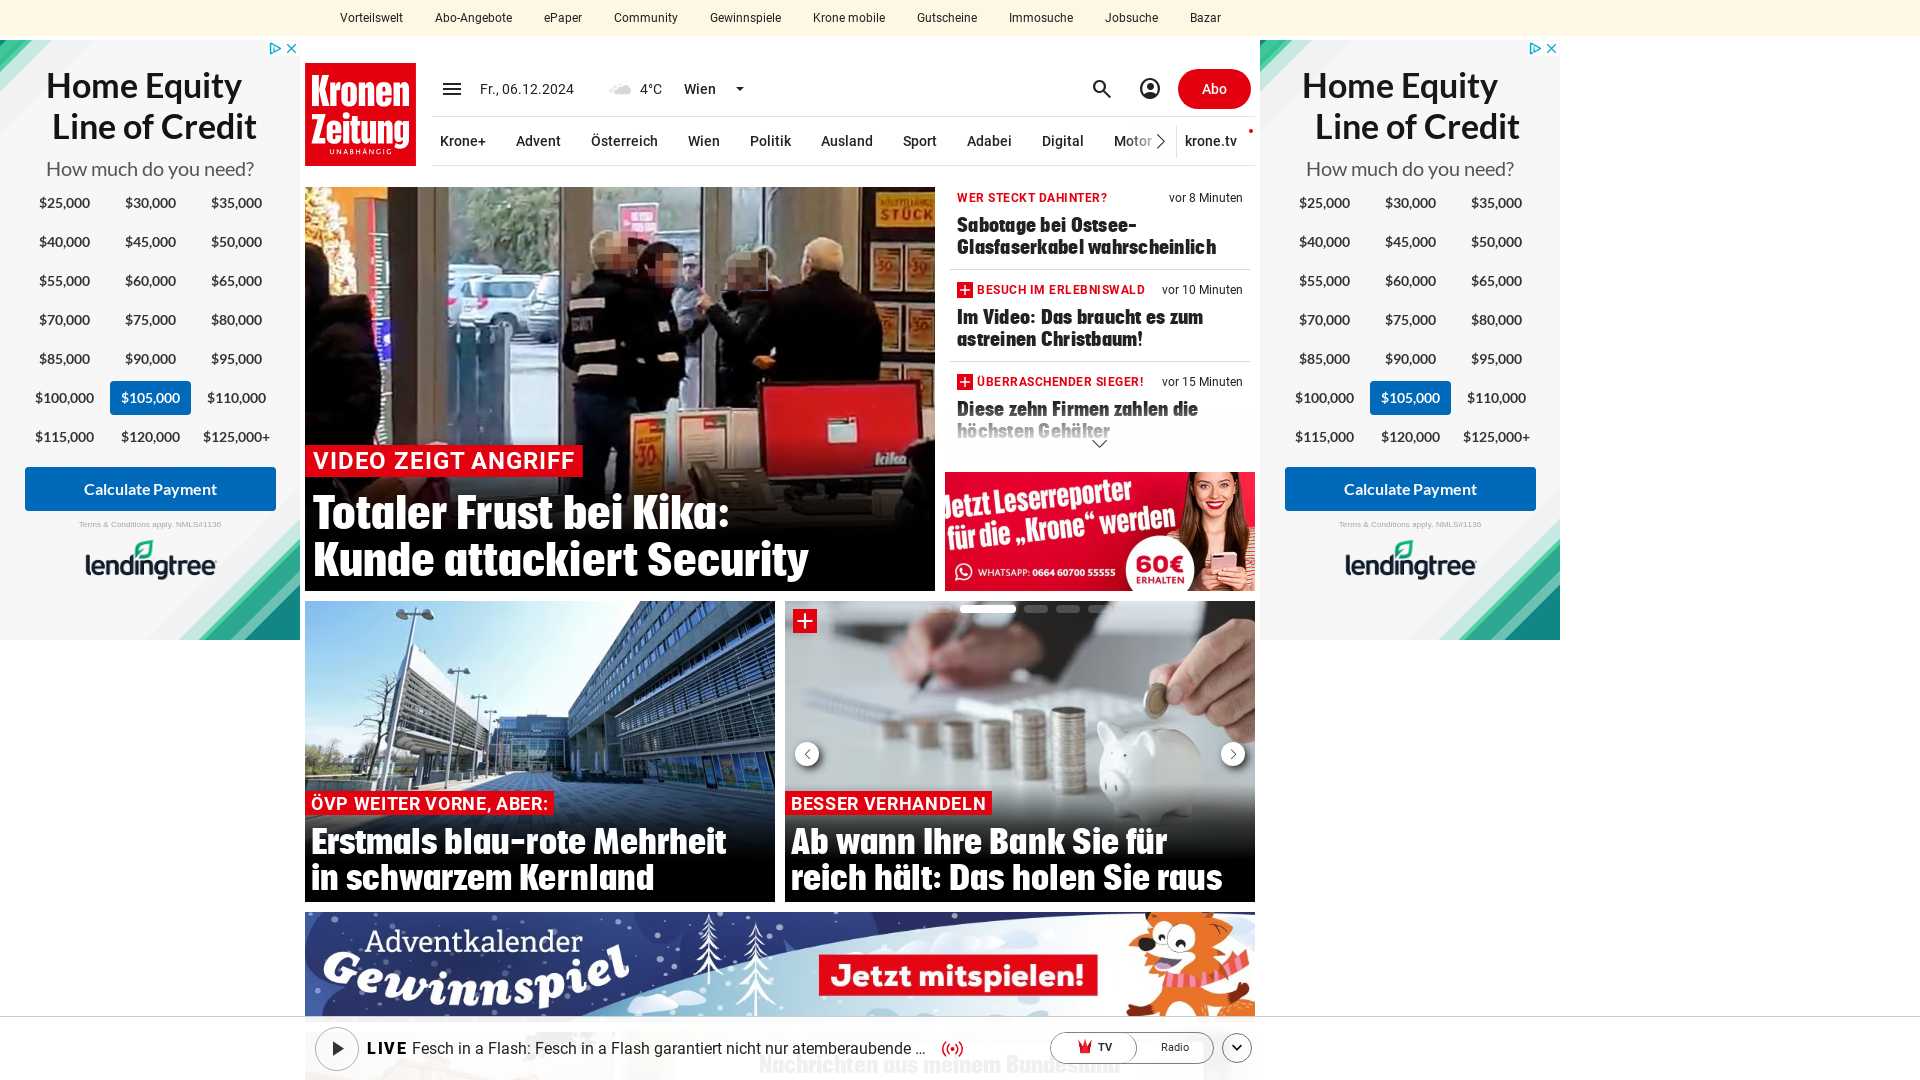 Vorteilswelt Abo-Angebote ePaper Community Gewinnspiele Krone mobile Gutscheine Immosuche Jobsuche Bazar
Home Equity
Line of Credit
How much do you need?
$25,000 $30,000 $35,000
$40,000 $45,000 $50,000
$55,000 $60,000 $65,000
$70,000 $75,000 $80,000
$85,000 $90,000 $95,000
$100,000 $105,000 $110,000
$115,000 $120,000 $125,000+
Calculate Payment
Terms & Conditions apply. NMLS#1136
lendingtree
Kronen
Zeitung
UNABHÄNGIG
Fr., 06.12.2024 4°C Wien
Abo
Krone+ Advent Österreich Wien Politik Ausland Sport Adabei Digital Motor krone.tv
STÜCK
kika
VIDEO ZEIGT ANGRIFF
Totaler Frust bei Kika:
Kunde attackiert Security
WER STECKT DAHINTER? vor 8 Minuten
Sabotage bei Ostsee-
Glasfaserkabel wahrscheinlich
BESUCH IM ERLEBNISWALD vor 10 Minuten
Im Video: Das braucht es zum
astreinen Christbaum!
ÜBERRASCHENDER SIEGER! vor 15 Minuten
Diese zehn Firmen zahlen die
höchsten Gehälter
Jetzt Leserreporter
für die „Krone“ werden
WHATSAPP: 0664 60700 55555
60€
ERHALTEN
ÖVP WEITER VORNE, ABER:
Erstmals blau-rote Mehrheit
in schwarzem Kernland
BESSER VERHANDELN
Ab wann Ihre Bank Sie für
reich hält: Das holen Sie raus
Adventkalender
Gewinnspiel
Jetzt mitspielen!
LIVE Fesch in a Flash: Fesch in a Flash garantiert nicht nur atemberaubende ...
TV Radio
Nachrichten aus meinem Bundesland
Home Equity
Line of Credit
How much do you need?
$25,000 $30,000 $35,000
$40,000 $45,000 $50,000
$55,000 $60,000 $65,000
$70,000 $75,000 $80,000
$85,000 $90,000 $95,000
$100,000 $105,000 $110,000
$115,000 $120,000 $125,000+
Calculate Payment
Terms & Conditions apply. NMLS#1136
lendingtree